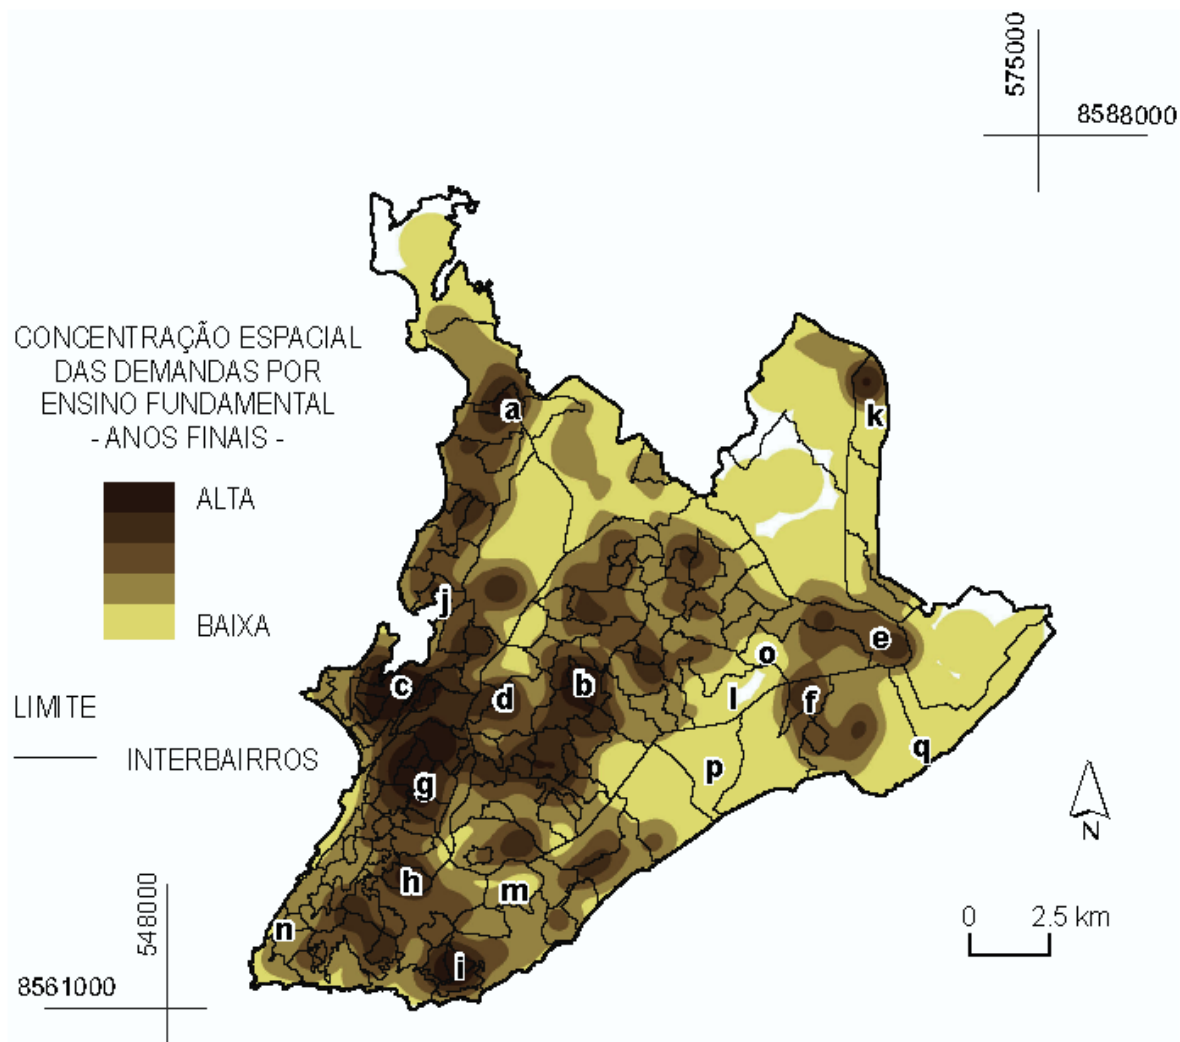 575000
8588000
CONCENTRAÇÃO ESPACIAL
DAS DEMANDAS POR
ENSINO FUNDAMENTAL
- ANOS FINAIS -
ALTA
BAIXA
LIMITE
INTERBAIRROS
a
k
j
e
o
c
d
b
l
f
q
p
g
h
m
n
i
N
0 2.5 km
548000
8561000